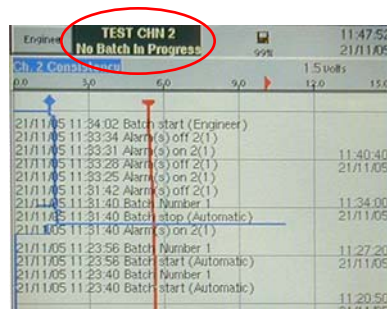 Engineer
TEST CHN 2
No Batch In Progress
99%
11:47:52
21/11/05
Ch. 2 Consistency
1.5 volts
0.0 3.0 6.0 9.0 12.0 15.0
21/11/05 11:34:02 Batch start (Engineer)
21/11/05 11:33:34 Alarm(s) off 2(1)
21/11/05 11:33:31 Alarm(s) on 2(1)
21/11/05 11:33:28 Alarm(s) off 2(1)
21/11/05 11:33:25 Alarm(s) on 2(1)
21/11/05 11:31:42 Alarm(s) off 2(1)
21/11/05 11:31:40 Batch Number 1
21/11/05 11:31:40 Batch stop (Automatic)
21/11/05 11:31:40 Alarm(s) on 2(1)
21/11/05 11:23:56 Batch Number 1
21/11/05 11:23:56 Batch start (Automatic)
21/11/05 11:23:40 Batch Number 1
21/11/05 11:23:40 Batch start (Automatic)
11:40:40
21/11/05
11:34:00
21/11/05
11:27:20
21/11/05
11:20:50